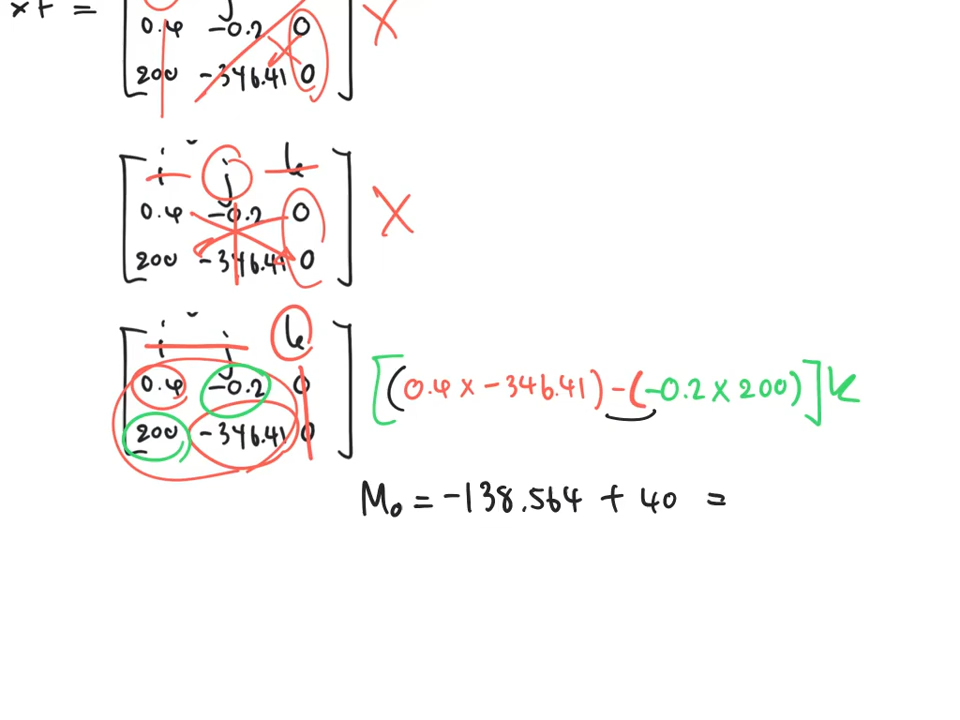 x F =
0.4 -0.2 0
200 -346.41 0
i j k
0.4 -0.2 0
200 -346.41 0
i j k
0.4 -0.2 0
200 -346.41 0
[(0.4 x -346.41) - (-0.2 x 200)] k
M₀ = -138.564 + 40 =